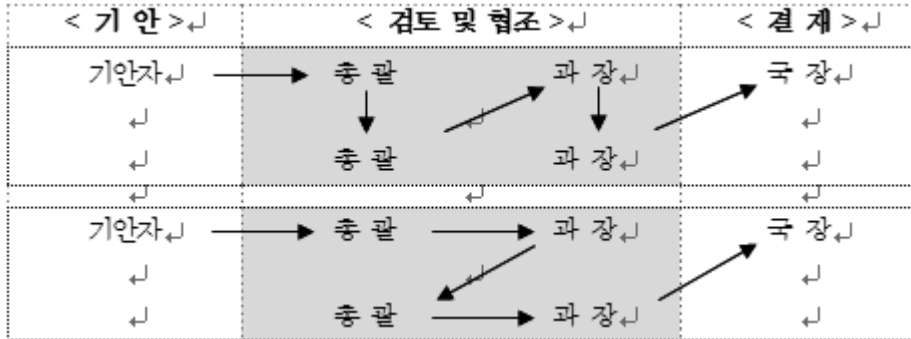 < 기 안 > < 검토 및 협조 > < 결 재 >
기안자 총 괄 과 장 국 장
총 괄 과 장
기안자 총 괄 과 장 국 장
총 괄 과 장